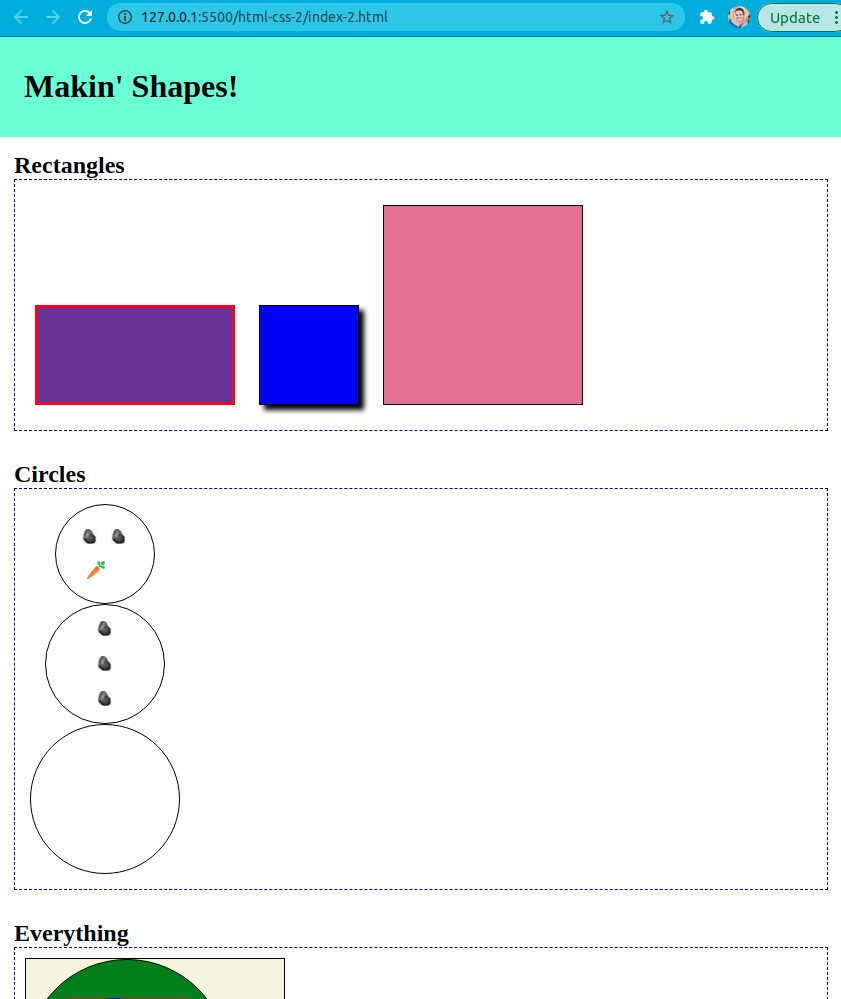 127.0.0.1:5500/html-css-2/index-2.html
Update
Makin' Shapes!
Rectangles
Circles
Everything